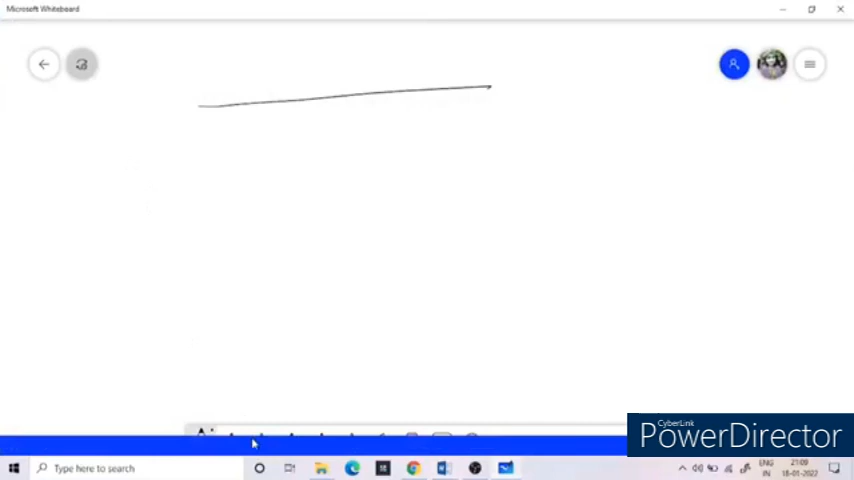 Microsoft Whiteboard
CyberLink
PowerDirector
Type here to search
ENG
IN
21:09
18-01-2022